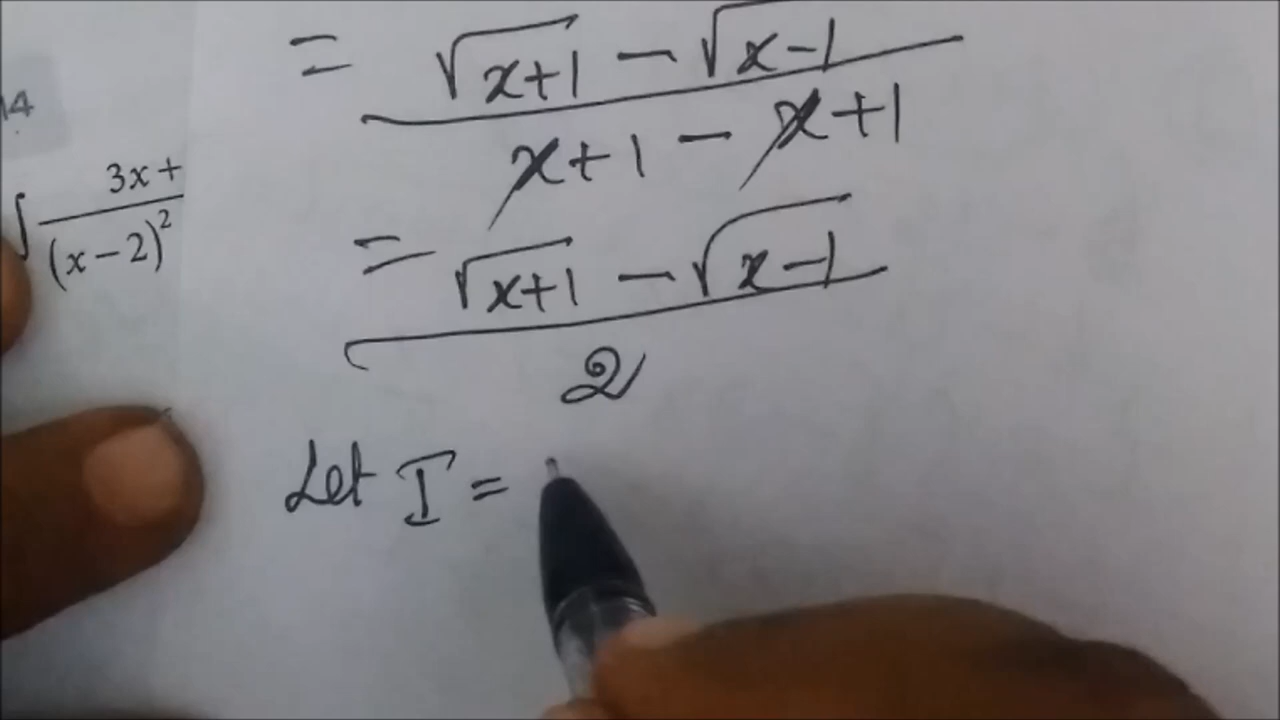 = (√(x+1) − √(x−1)) / (x+1 − x+1)
= (√(x+1) − √(x−1)) / 2
Let I =
14
∫ 3x+ / (x−2)²